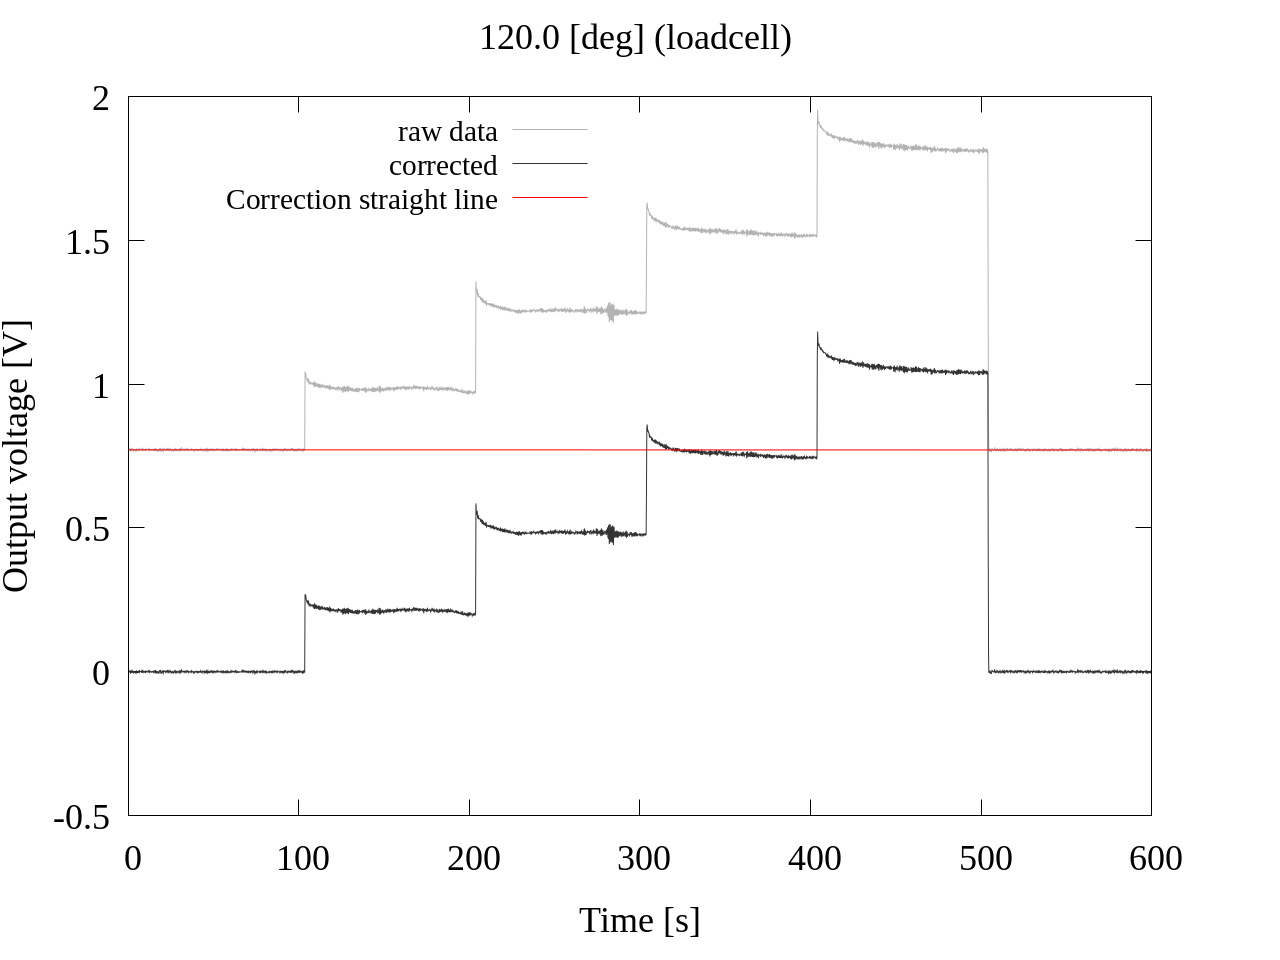 120.0 [deg] (loadcell)
raw data
corrected
Correction straight line
2
1.5
1
0.5
0
-0.5
Output voltage [V]
0 100 200 300 400 500 600
Time [s]